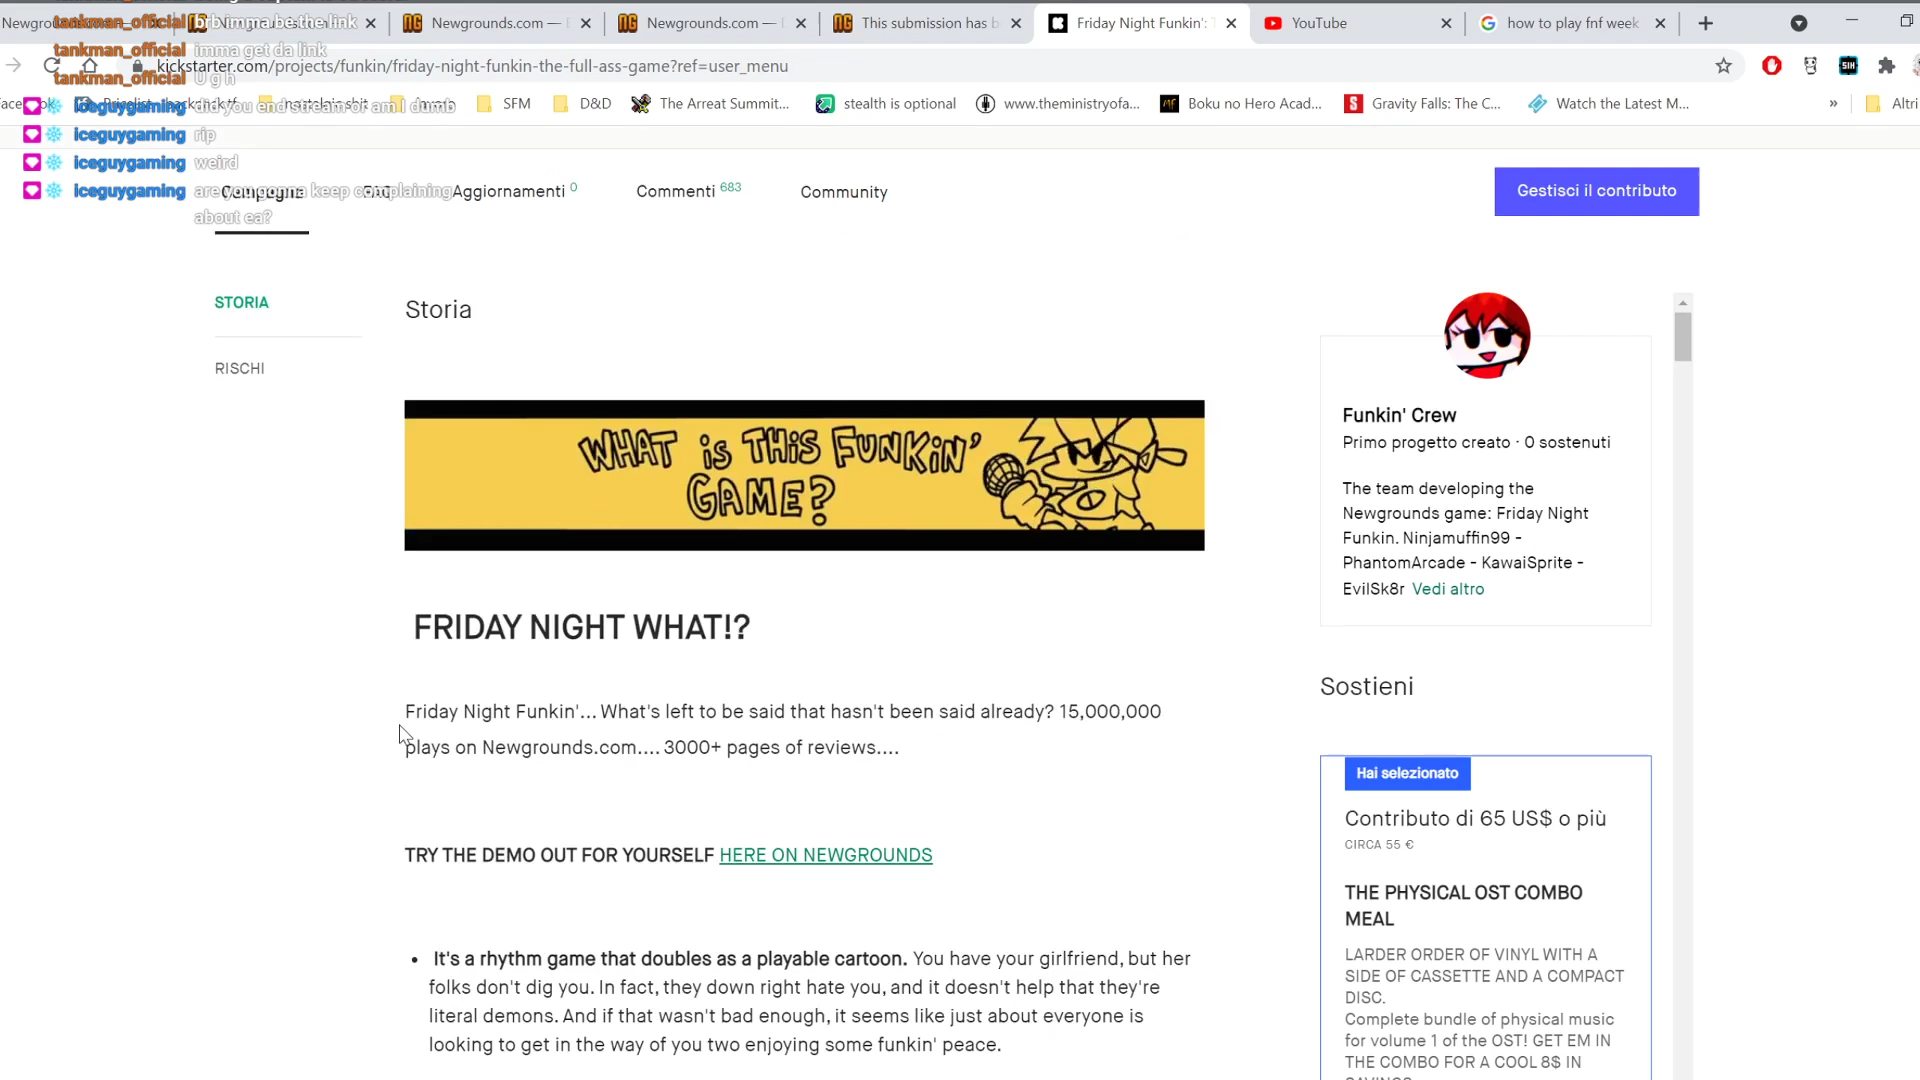 Newgrounds.com — E
Newgrounds.com — E
This submission has b
Friday Night Funkin': T
YouTube
how to play fnf week
tankman_official brb imma be the link
tankman_official imma get da link
kickstarter.com/projects/funkin/friday-night-funkin-the-full-ass-game?ref=user_menu
tankman_official U g h
SFM
D&D
The Arreat Summit...
stealth is optional
www.theministryofa...
Boku no Hero Acad...
Gravity Falls: The C...
Watch the Latest M...
»
Altri
iceguygaming did you end stream or am I dumb
iceguygaming rip
iceguygaming weird
iceguygaming are you gonna keep complaining
about ea?
Campagna
FAQ
Aggiornamenti 0
Commenti 683
Community
Gestisci il contributo
STORIA
RISCHI
Storia
WHAT iS THiS FUNKiN'
GAME?
FRIDAY NIGHT WHAT!?
Friday Night Funkin'... What's left to be said that hasn't been said already? 15,000,000
plays on Newgrounds.com.... 3000+ pages of reviews....
TRY THE DEMO OUT FOR YOURSELF HERE ON NEWGROUNDS
• It's a rhythm game that doubles as a playable cartoon. You have your girlfriend, but her
folks don't dig you. In fact, they down right hate you, and it doesn't help that they're
literal demons. And if that wasn't bad enough, it seems like just about everyone is
looking to get in the way of you two enjoying some funkin' peace.
Funkin' Crew
Primo progetto creato · 0 sostenuti
The team developing the
Newgrounds game: Friday Night
Funkin. Ninjamuffin99 -
PhantomArcade - KawaiSprite -
EvilSk8r Vedi altro
Sostieni
Hai selezionato
Contributo di 65 US$ o più
CIRCA 55 €
THE PHYSICAL OST COMBO
MEAL
LARDER ORDER OF VINYL WITH A
SIDE OF CASSETTE AND A COMPACT
DISC.
Complete bundle of physical music
for volume 1 of the OST! GET EM IN
THE COMBO FOR A COOL 8$ IN